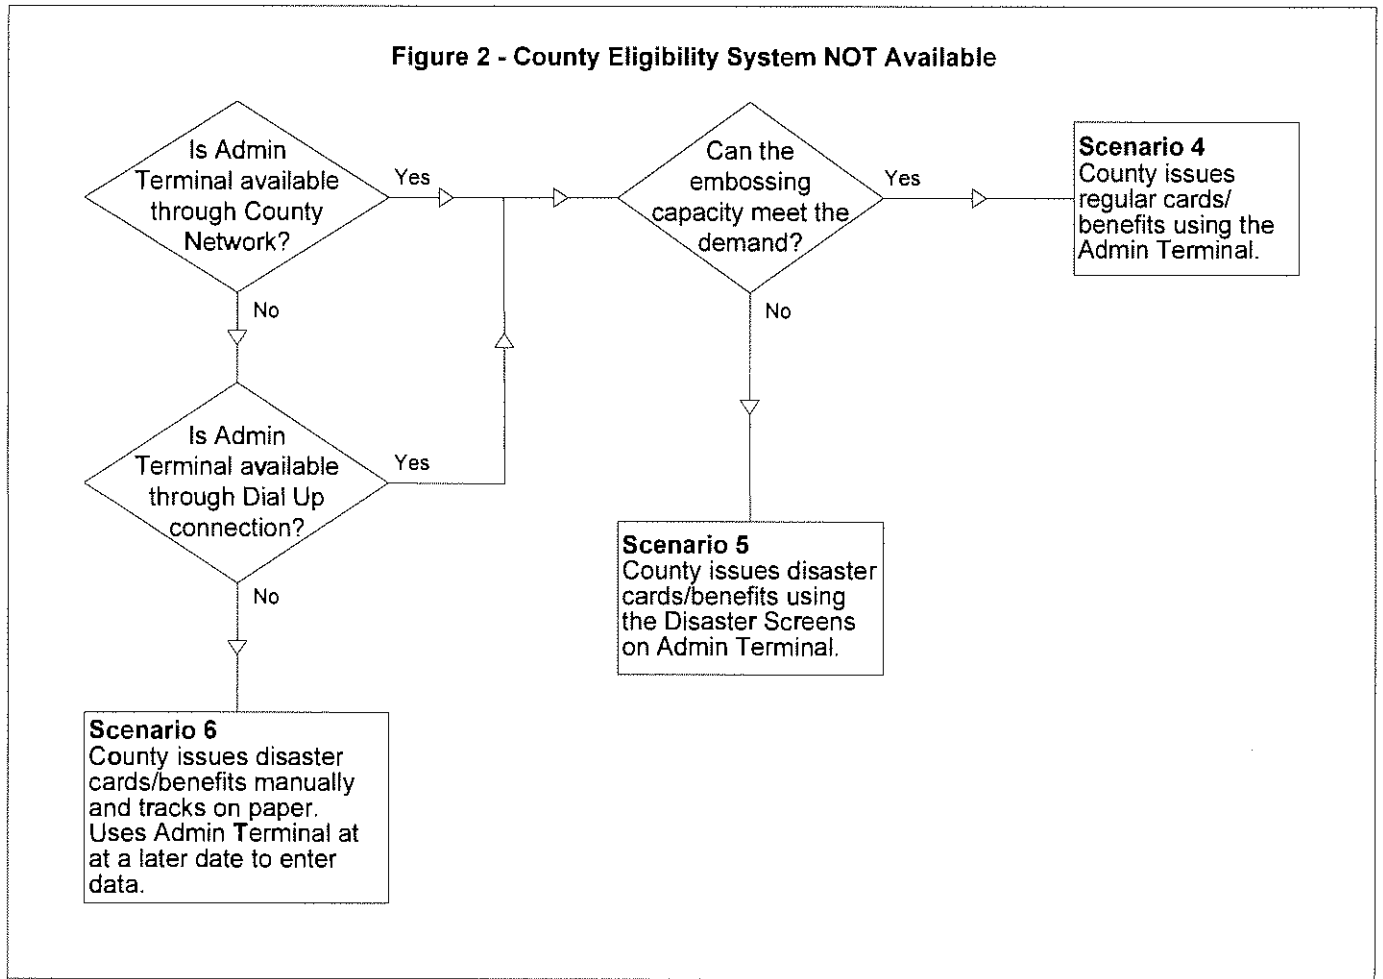 Figure 2 - County Eligibility System NOT Available
Is Admin
Terminal available
through County
Network?
Yes
No
Can the
embossing
capacity meet the
demand?
Yes
No
Scenario 4
County issues
regular cards/
benefits using the
Admin Terminal.
Is Admin
Terminal available
through Dial Up
connection?
Yes
No
Scenario 5
County issues disaster
cards/benefits using
the Disaster Screens
on Admin Terminal.
Scenario 6
County issues disaster
cards/benefits manually
and tracks on paper.
Uses Admin Terminal at
at a later date to enter
data.